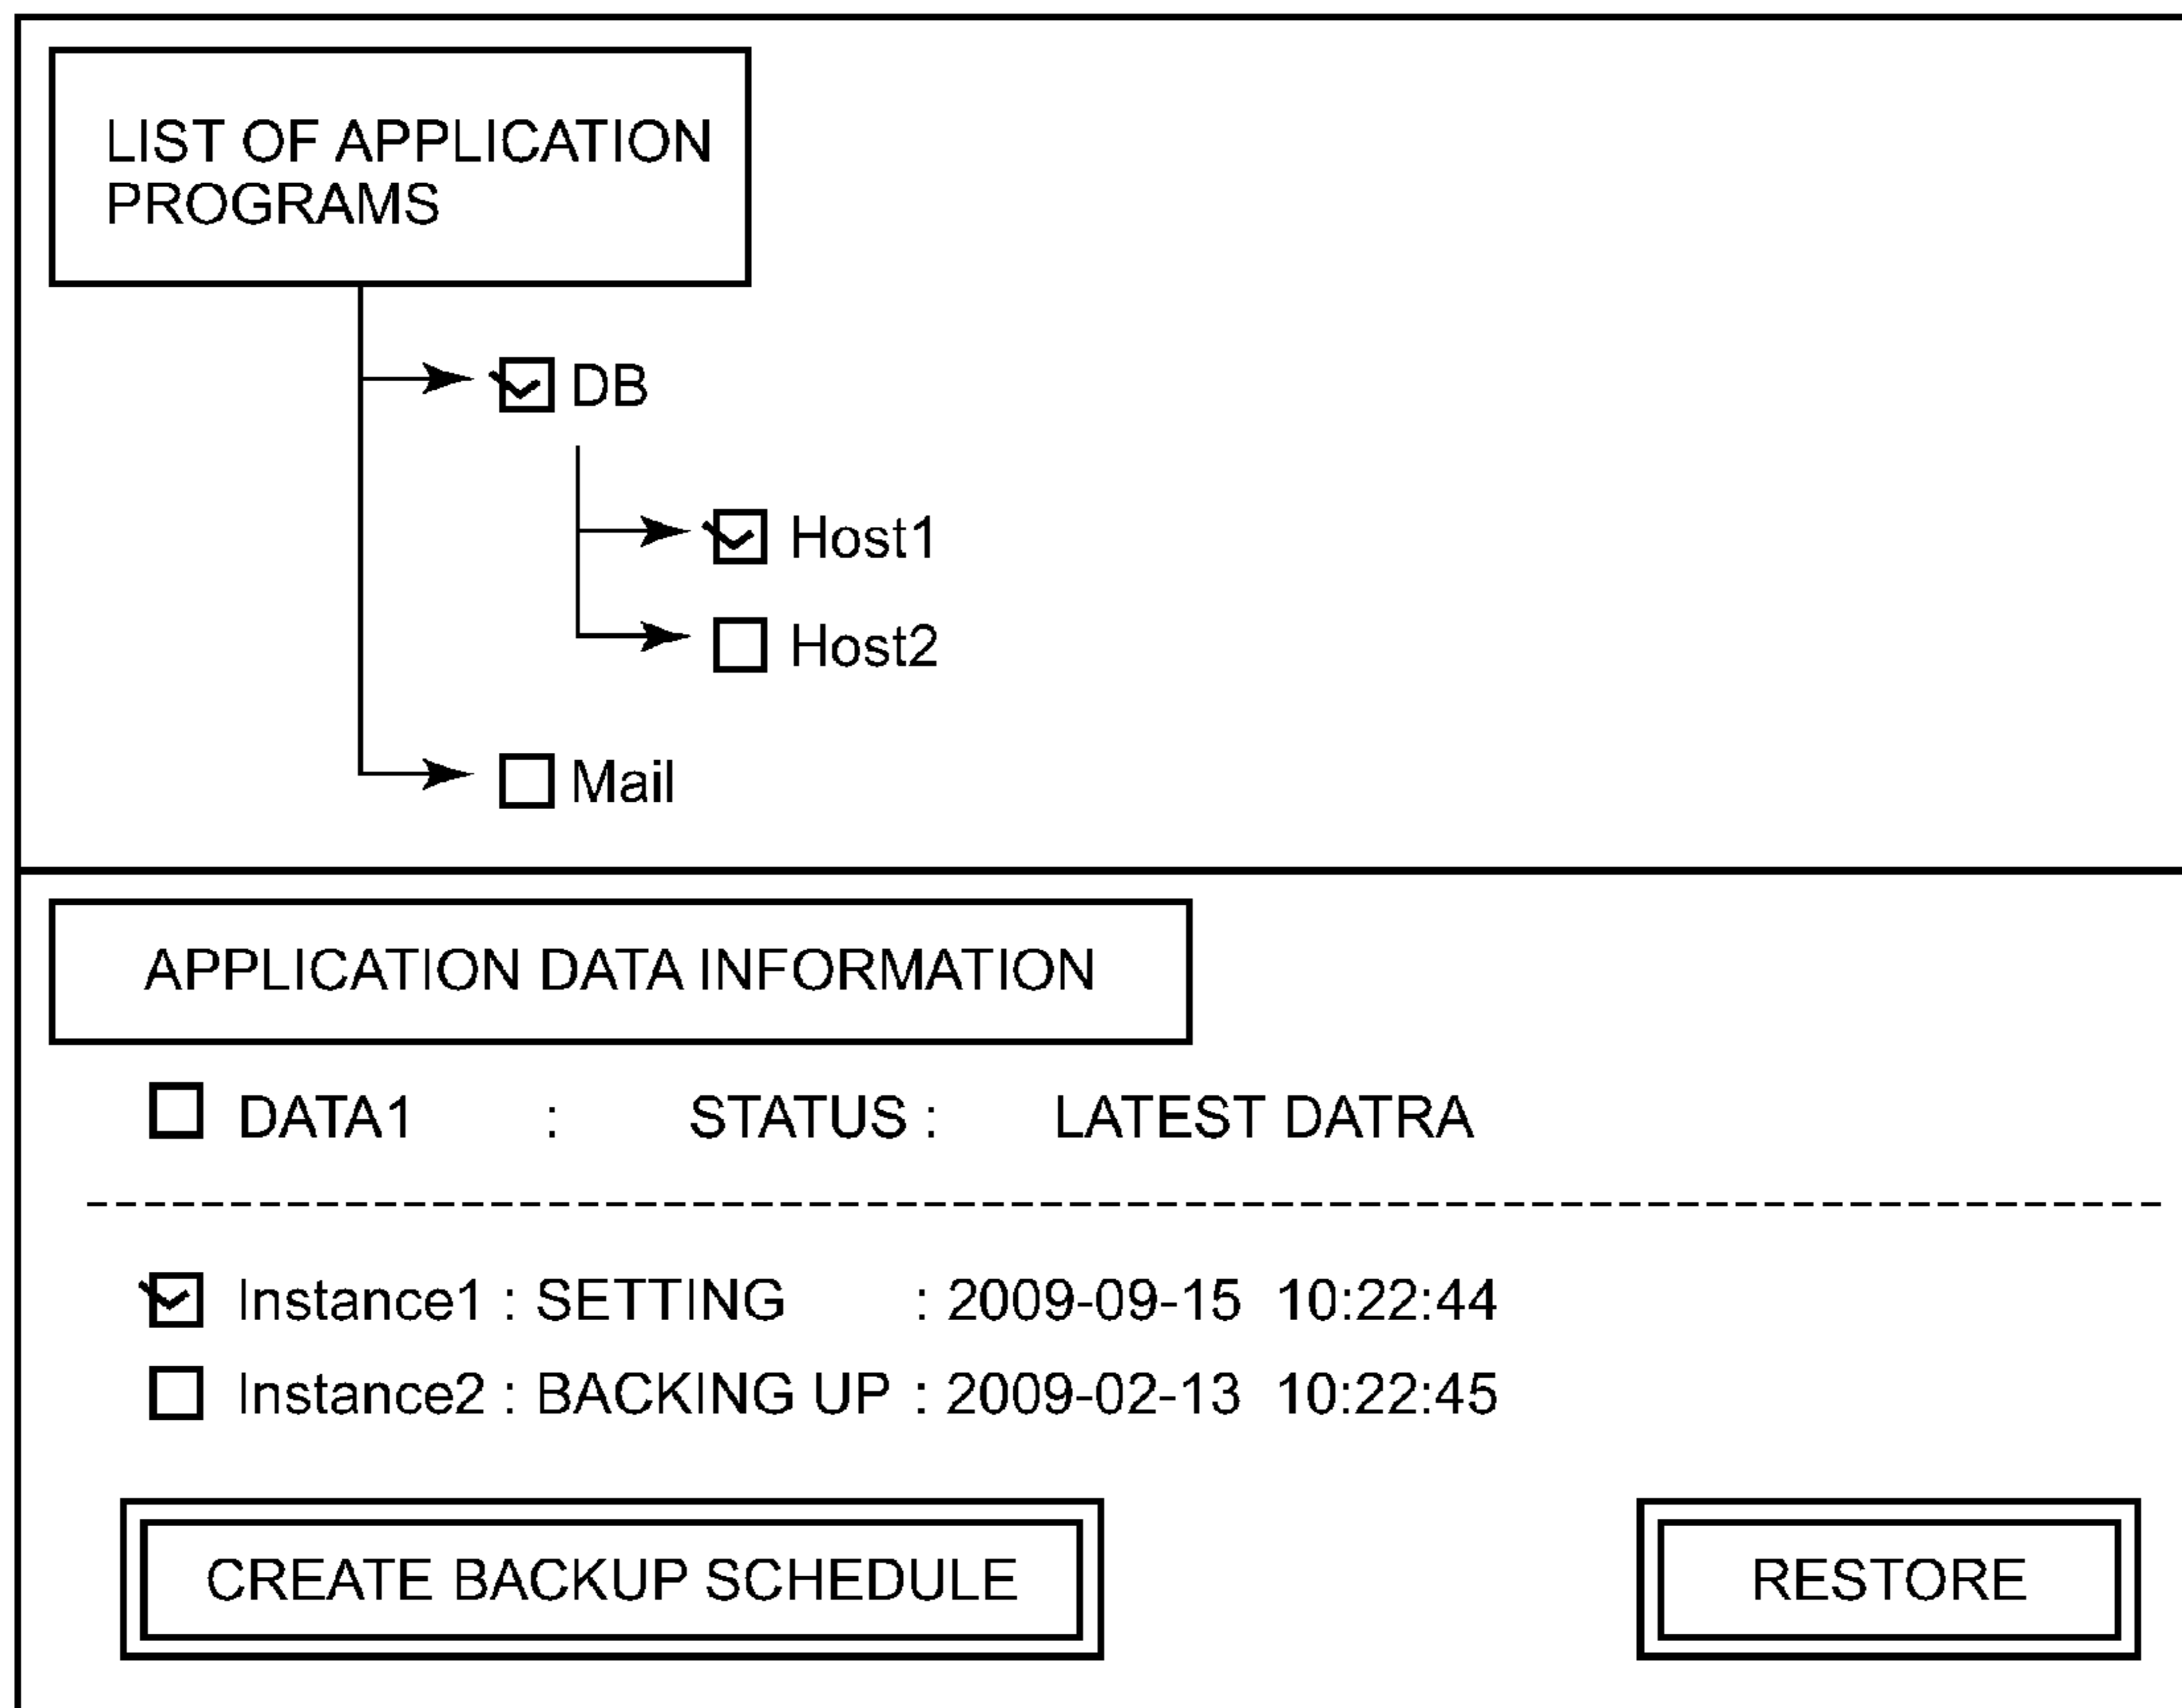 LIST OF APPLICATION
PROGRAMS
DB
Host1
Host2
Mail
APPLICATION DATA INFORMATION
DATA1 : STATUS : LATEST DATRA
Instance1 : SETTING : 2009-09-15 10:22:44
Instance2 : BACKING UP : 2009-02-13 10:22:45
CREATE BACKUP SCHEDULE RESTORE